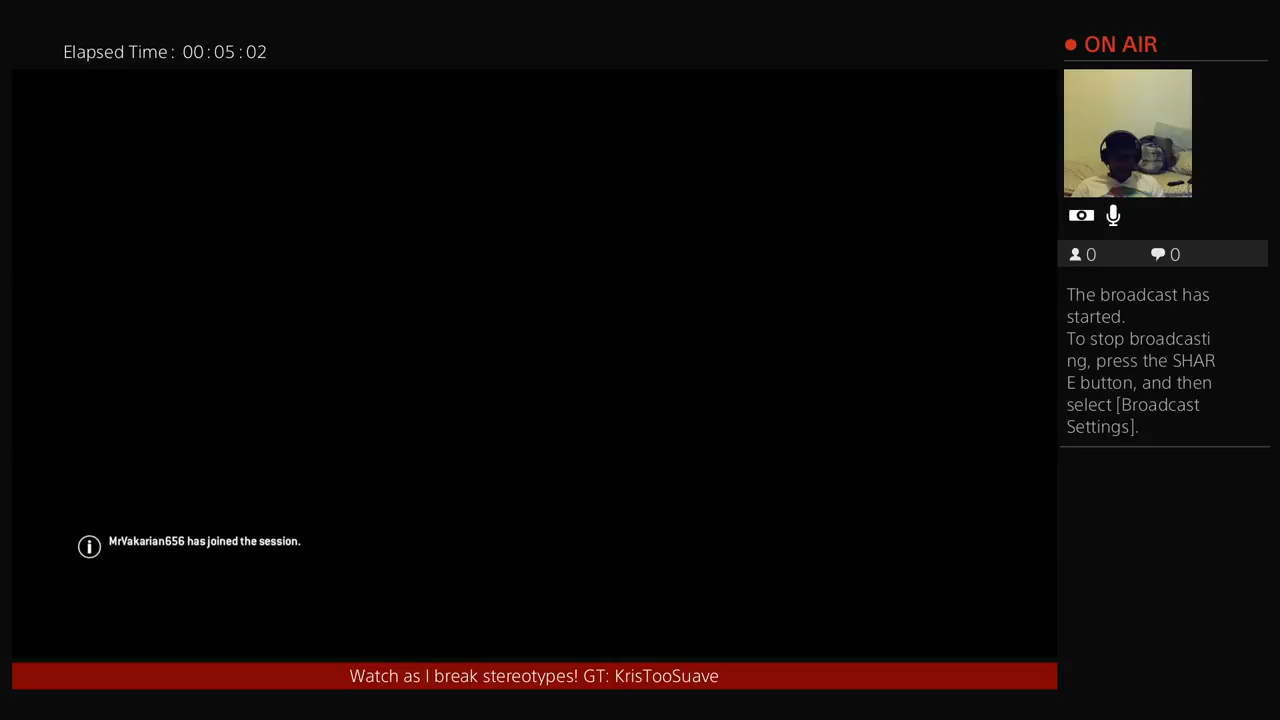 Elapsed Time: 00:05:02
ON AIR
0 0
The broadcast has
started.
To stop broadcasti
ng, press the SHAR
E button, and then
select [Broadcast
Settings].
MrVakarian656 has joined the session.
Watch as I break stereotypes! GT: KrisTooSuave